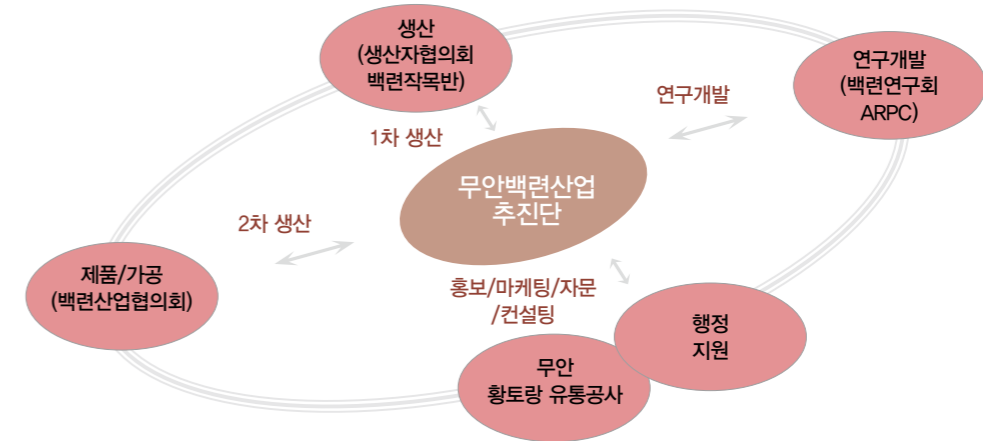 생산
(생산자협의회
백련작목반)
연구개발
(백련연구회
ARPC)
연구개발
1차 생산
무안백련산업
추진단
2차 생산
제품/가공
(백련산업협의회)
홍보/마케팅/자문
/컨설팅
행정
지원
무안
황토랑 유통공사